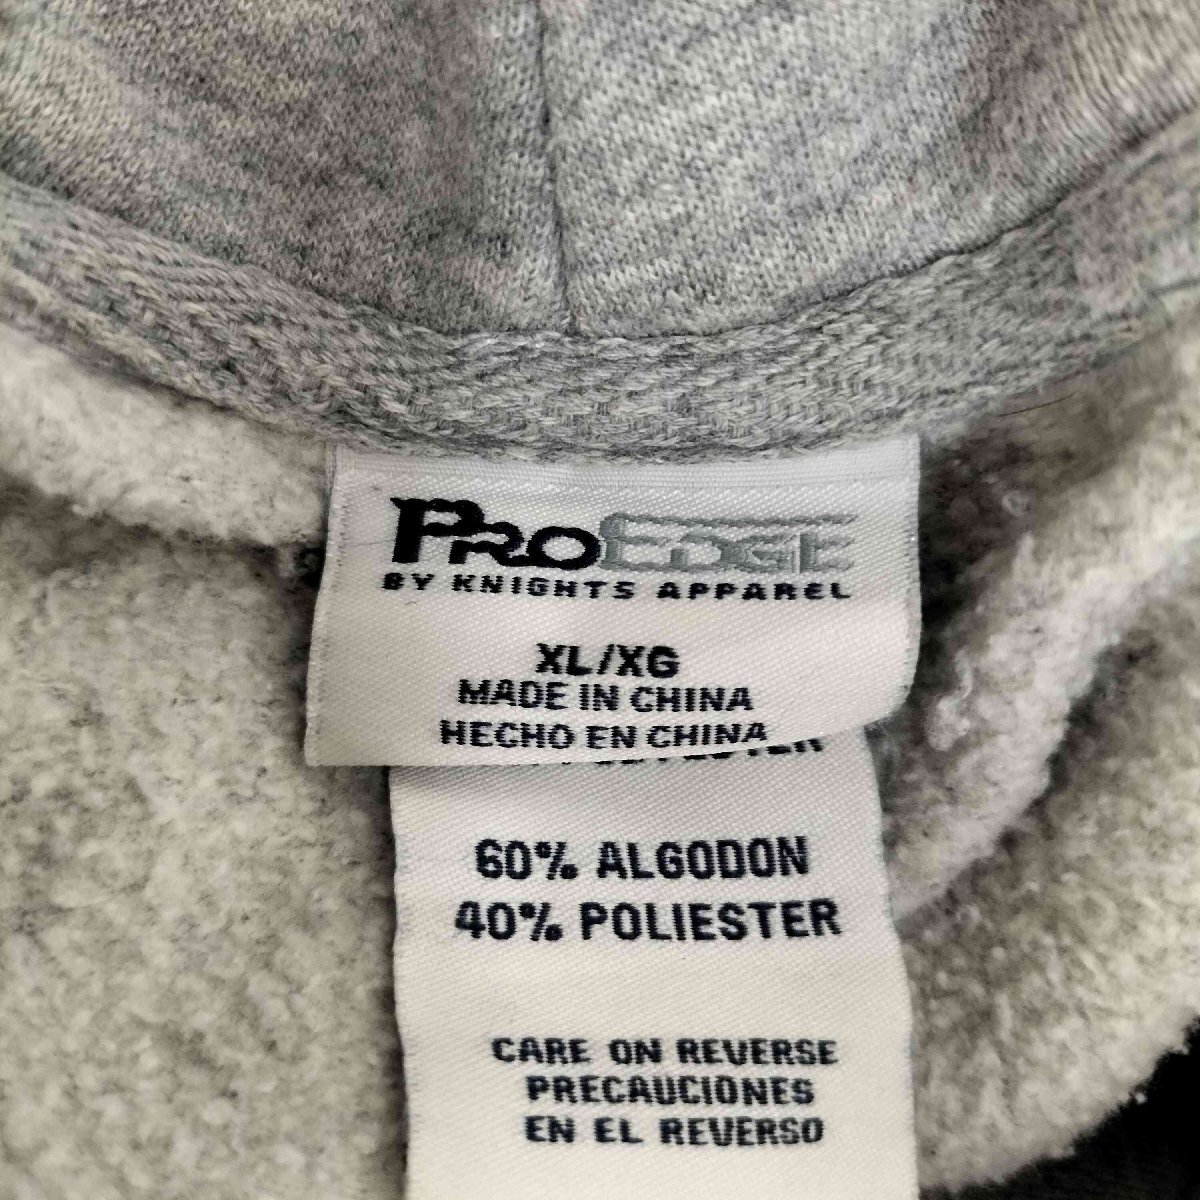 PROEDGE
BY KNIGHTS APPAREL
XL/XG
MADE IN CHINA
HECHO EN CHINA
60% ALGODON
40% POLIESTER
CARE ON REVERSE
PRECAUCIONES
EN EL REVERSO